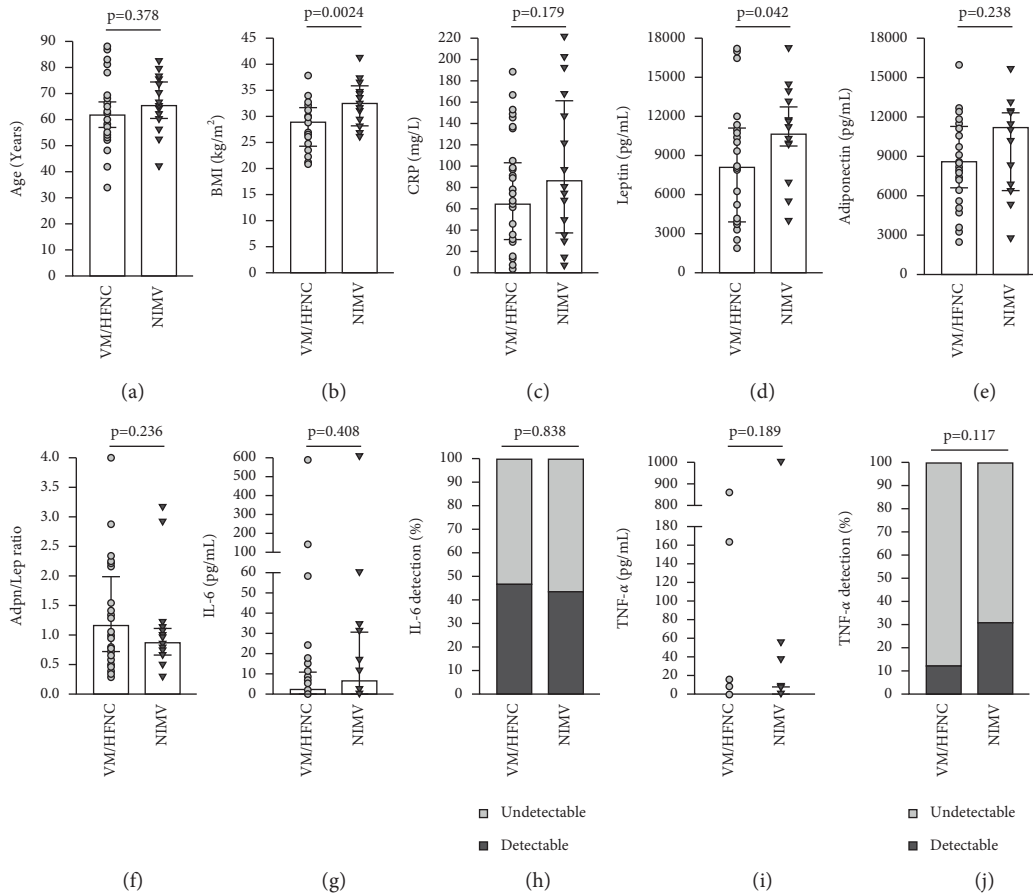 p=0.378
90
80
70
60
50
40
30
20
10
0
Age (Years)
VM/HFNC
NIMV
(a)
p=0.0024
45
40
35
30
25
20
15
10
5
0
BMI (kg/m²)
VM/HFNC
NIMV
(b)
p=0.179
220
200
180
160
140
120
100
80
60
40
20
0
CRP (mg/L)
VM/HFNC
NIMV
(c)
p=0.042
18000
15000
12000
9000
6000
3000
0
Leptin (pg/mL)
VM/HFNC
NIMV
(d)
p=0.238
18000
15000
12000
9000
6000
3000
0
Adiponectin (pg/mL)
VM/HFNC
NIMV
(e)
p=0.236
4.0
3.5
3.0
2.5
2.0
1.5
1.0
0.5
0.0
Adpn/Lep ratio
VM/HFNC
NIMV
(f)
p=0.408
600
500
400
300
200
100
60
50
40
30
20
10
0
IL-6 (pg/mL)
VM/HFNC
NIMV
(g)
p=0.838
100
90
80
70
60
50
40
30
20
10
0
IL-6 detection (%)
VM/HFNC
NIMV
Undetectable
Detectable
(h)
p=0.189
1000
900
800
180
160
140
120
100
80
60
40
20
0
TNF-α (pg/mL)
VM/HFNC
NIMV
(i)
p=0.117
100
90
80
70
60
50
40
30
20
10
0
TNF-α detection (%)
VM/HFNC
NIMV
Undetectable
Detectable
(j)